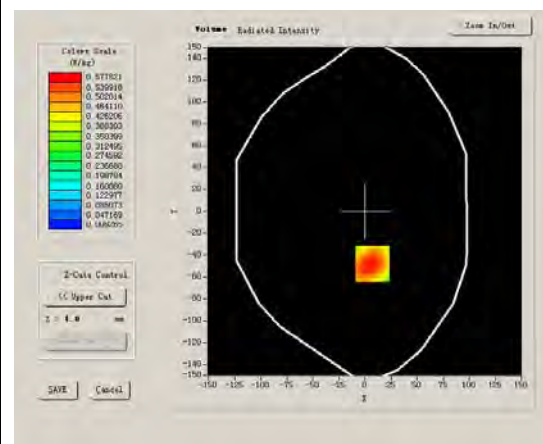 Volume Radiated Intensity
Zoom In/Out
Colors Scale
(W/kg)
0.577821
0.539918
0.502014
0.464110
0.426206
0.388303
0.350399
0.312495
0.274592
0.236688
0.198784
0.160880
0.122977
0.047169
150
140
120
100
80
60
40
20
0
-20
-40
-60
-80
-100
-120
-140
-150
Y
-150 -125 -100 -75 -50 -25 0 25 50 75 100 125 150
X
Z-Cuts Control
<< Upper Cut
Z = 4.0 mm
SAVE Cancel